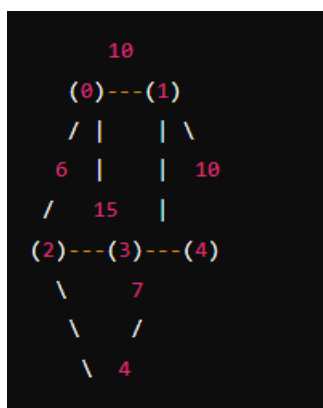 10
(0)---(1)
/ |    | \
6  |    |  10
/   15   |
(2)---(3)---(4)
\     7
\   /
\  4